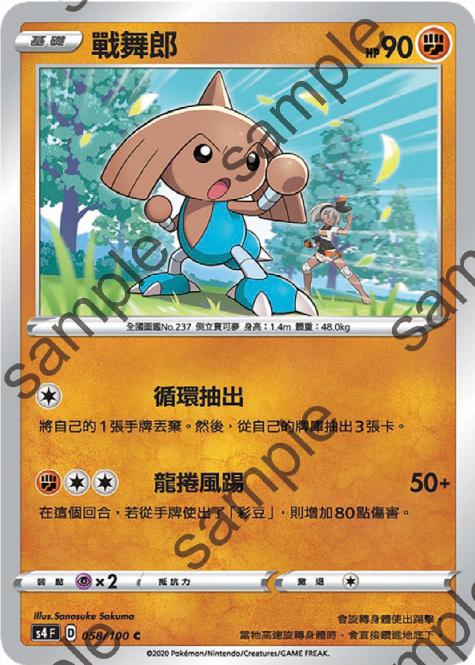 基礎 戰舞郎 HP 90
全國圖鑑No.237 倒立寶可夢 身高：1.4m 體重：48.0kg
循環抽出
將自己的1張手牌丟棄。然後，從自己的牌庫抽出3張卡。
龍捲風踢 50+
在這個回合，若從手牌使出了「彩豆」，則增加80點傷害。
弱點 ×2 抵抗力 撤退
Illus.Sanosuke Sakuma
s4 F D 058/100 C
會旋轉身體使出踢擊
當牠高速旋轉身體時，會直接鑽進地底下。
©2020 Pokémon/Nintendo/Creatures/GAME FREAK.
sample
sample
sample
sample
sample
sample